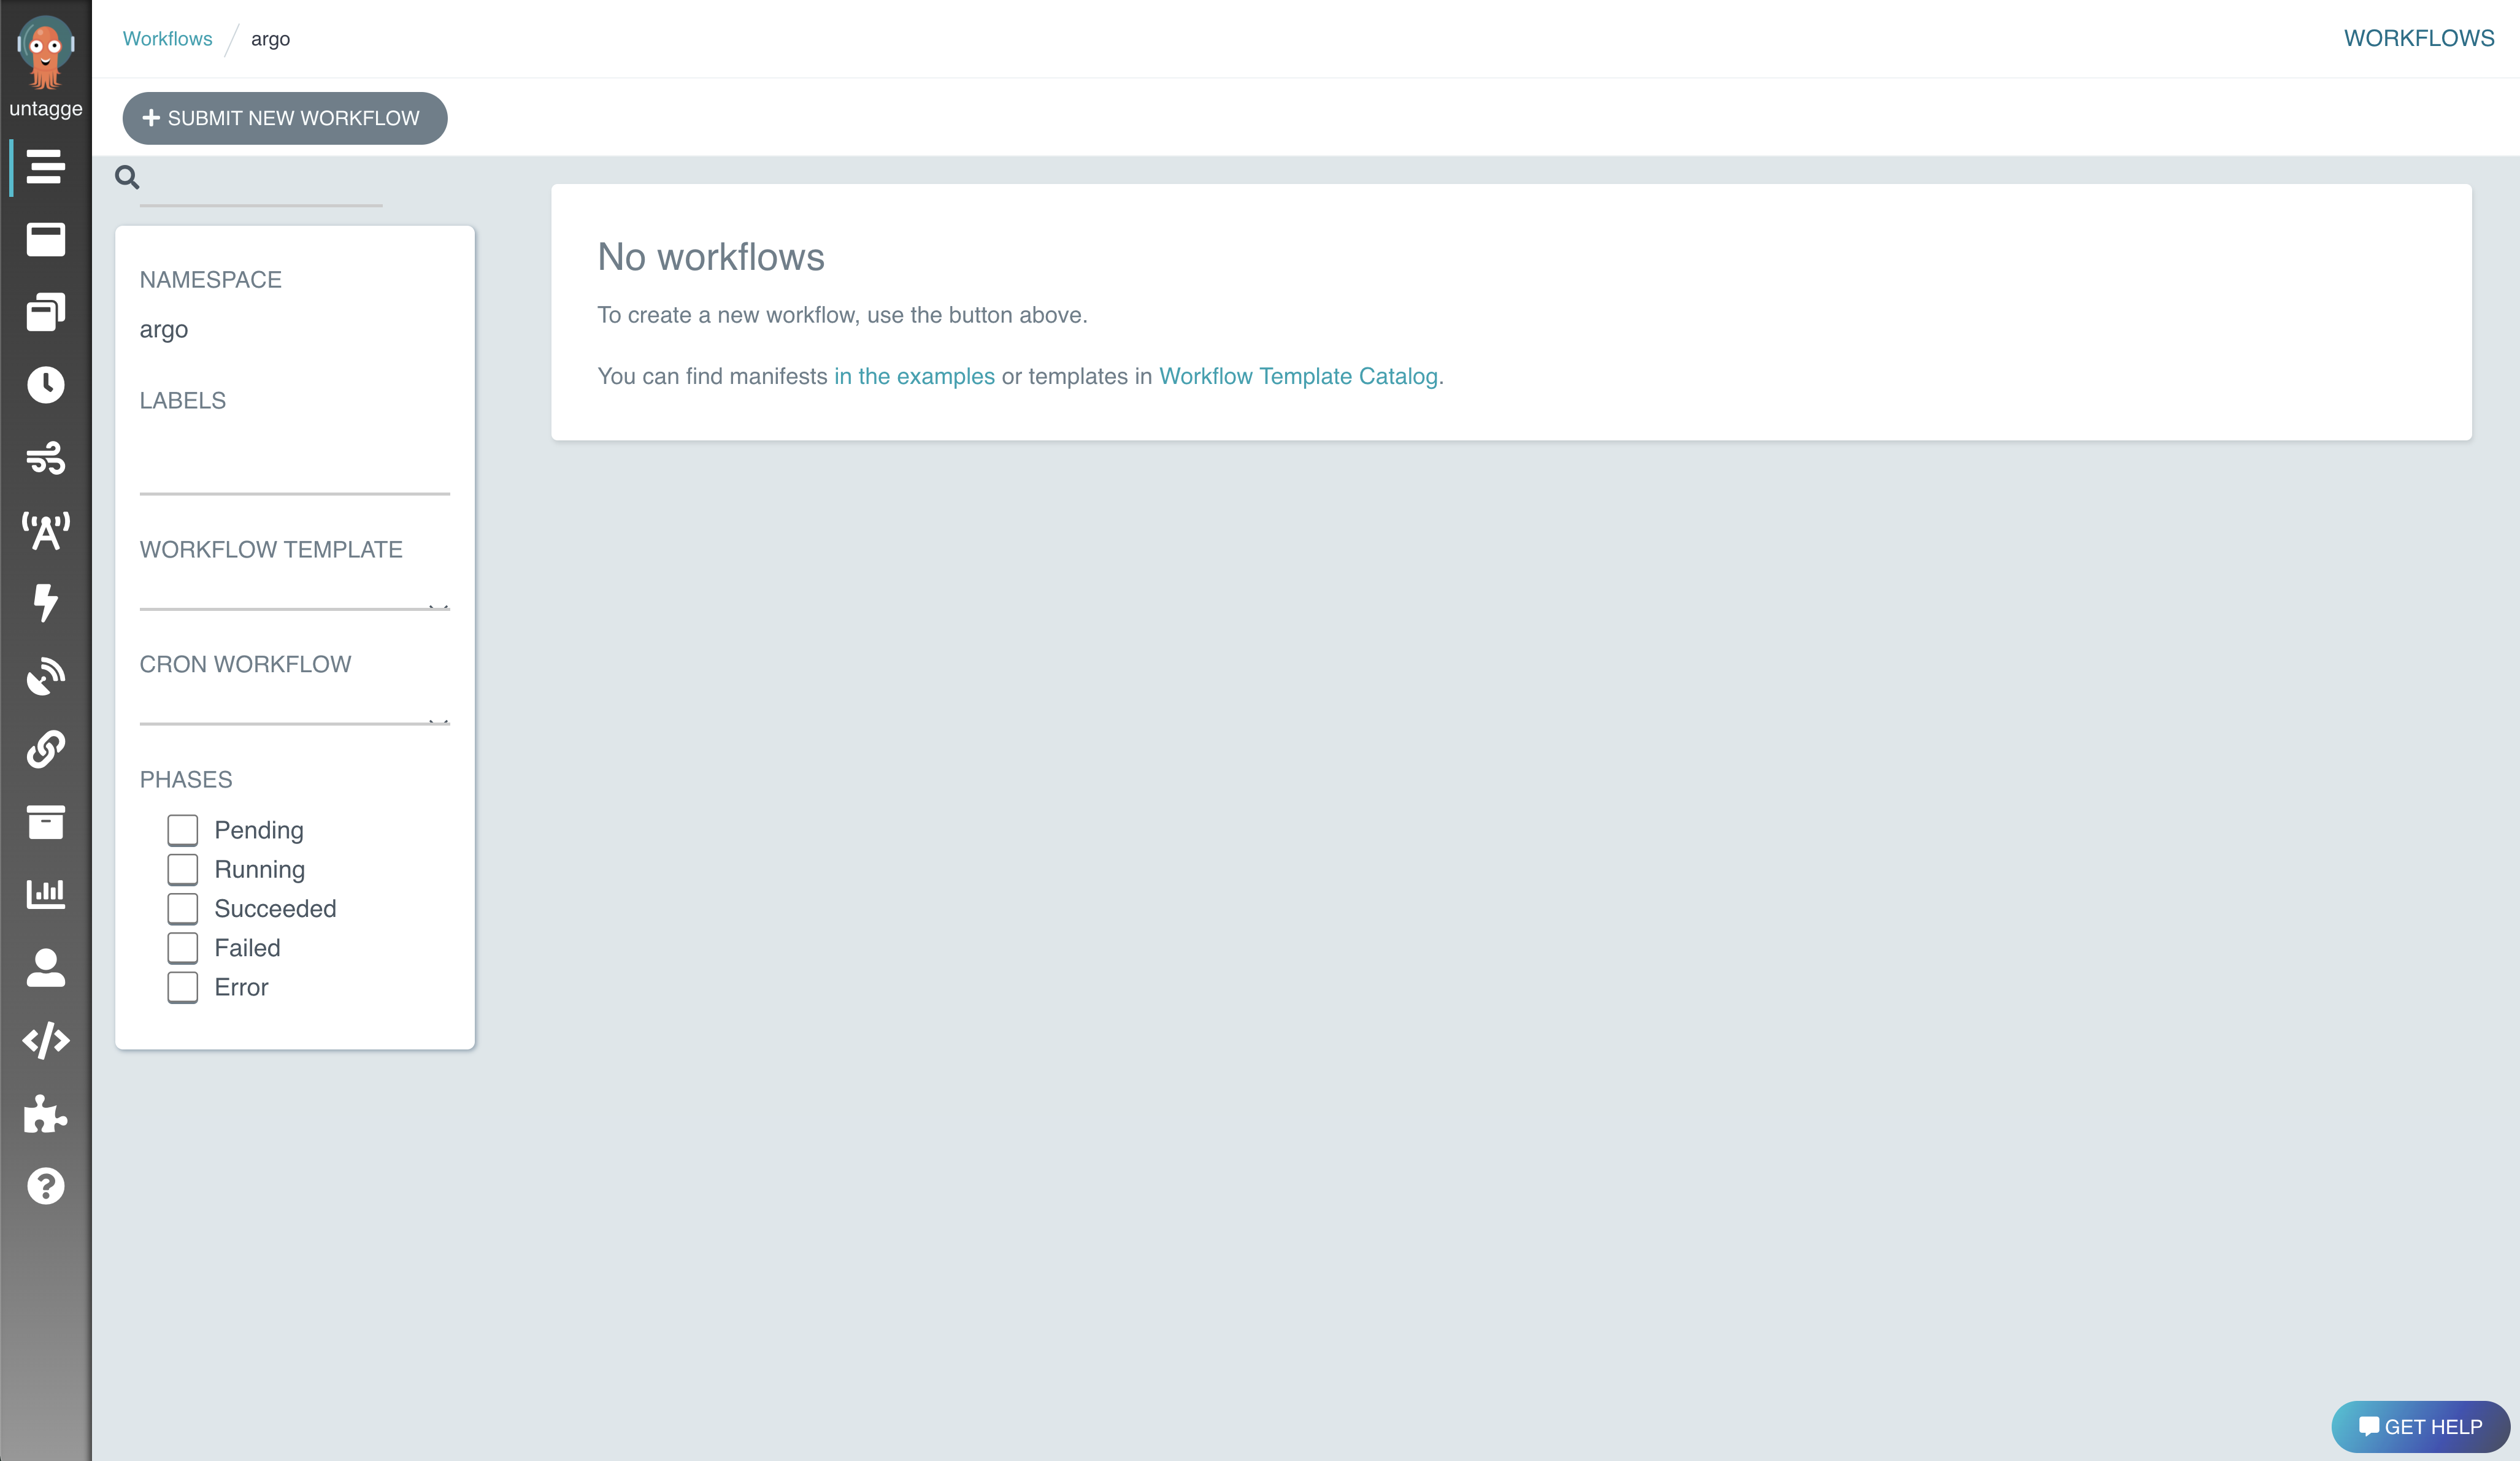 untagge
Workflows / argo
WORKFLOWS
SUBMIT NEW WORKFLOW
NAMESPACE
argo
LABELS
WORKFLOW TEMPLATE
CRON WORKFLOW
PHASES
Pending
Running
Succeeded
Failed
Error
No workflows
To create a new workflow, use the button above.
You can find manifests in the examples or templates in Workflow Template Catalog.
GET HELP